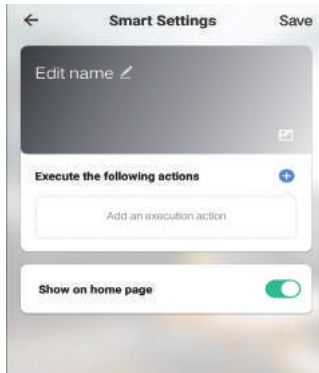 Smart Settings Save
Edit name
Execute the following actions
Add an execution action
Show on home page